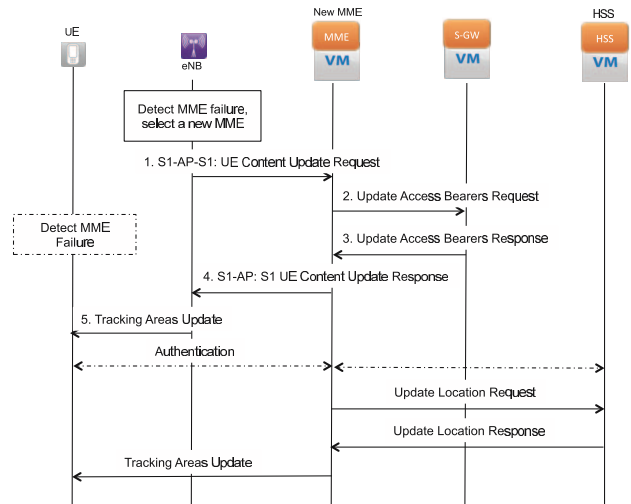 New MME
HSS
UE
eNB
MME
VM
S-GW
VM
HSS
VM
Detect MME failure,
select a new MME
1. S1-AP-S1: UE Content Update Request
2. Update Access Bearers Request
Detect MME
Failure
3. Update Access Bearers Response
4. S1-AP: S1 UE Content Update Response
5. Tracking Areas Update
Authentication
Update Location Request
Update Location Response
Tracking Areas Update